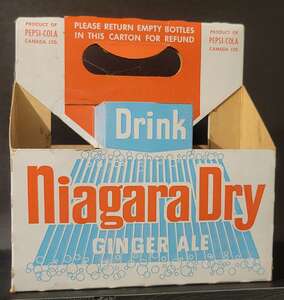 PRODUCT OF
PEPSI-COLA
CANADA LTD.
PLEASE RETURN EMPTY BOTTLES
IN THIS CARTON FOR REFUND
PRODUCT OF
PEPSI-COLA
CANADA LTD.
Drink
Niagara Dry
GINGER ALE